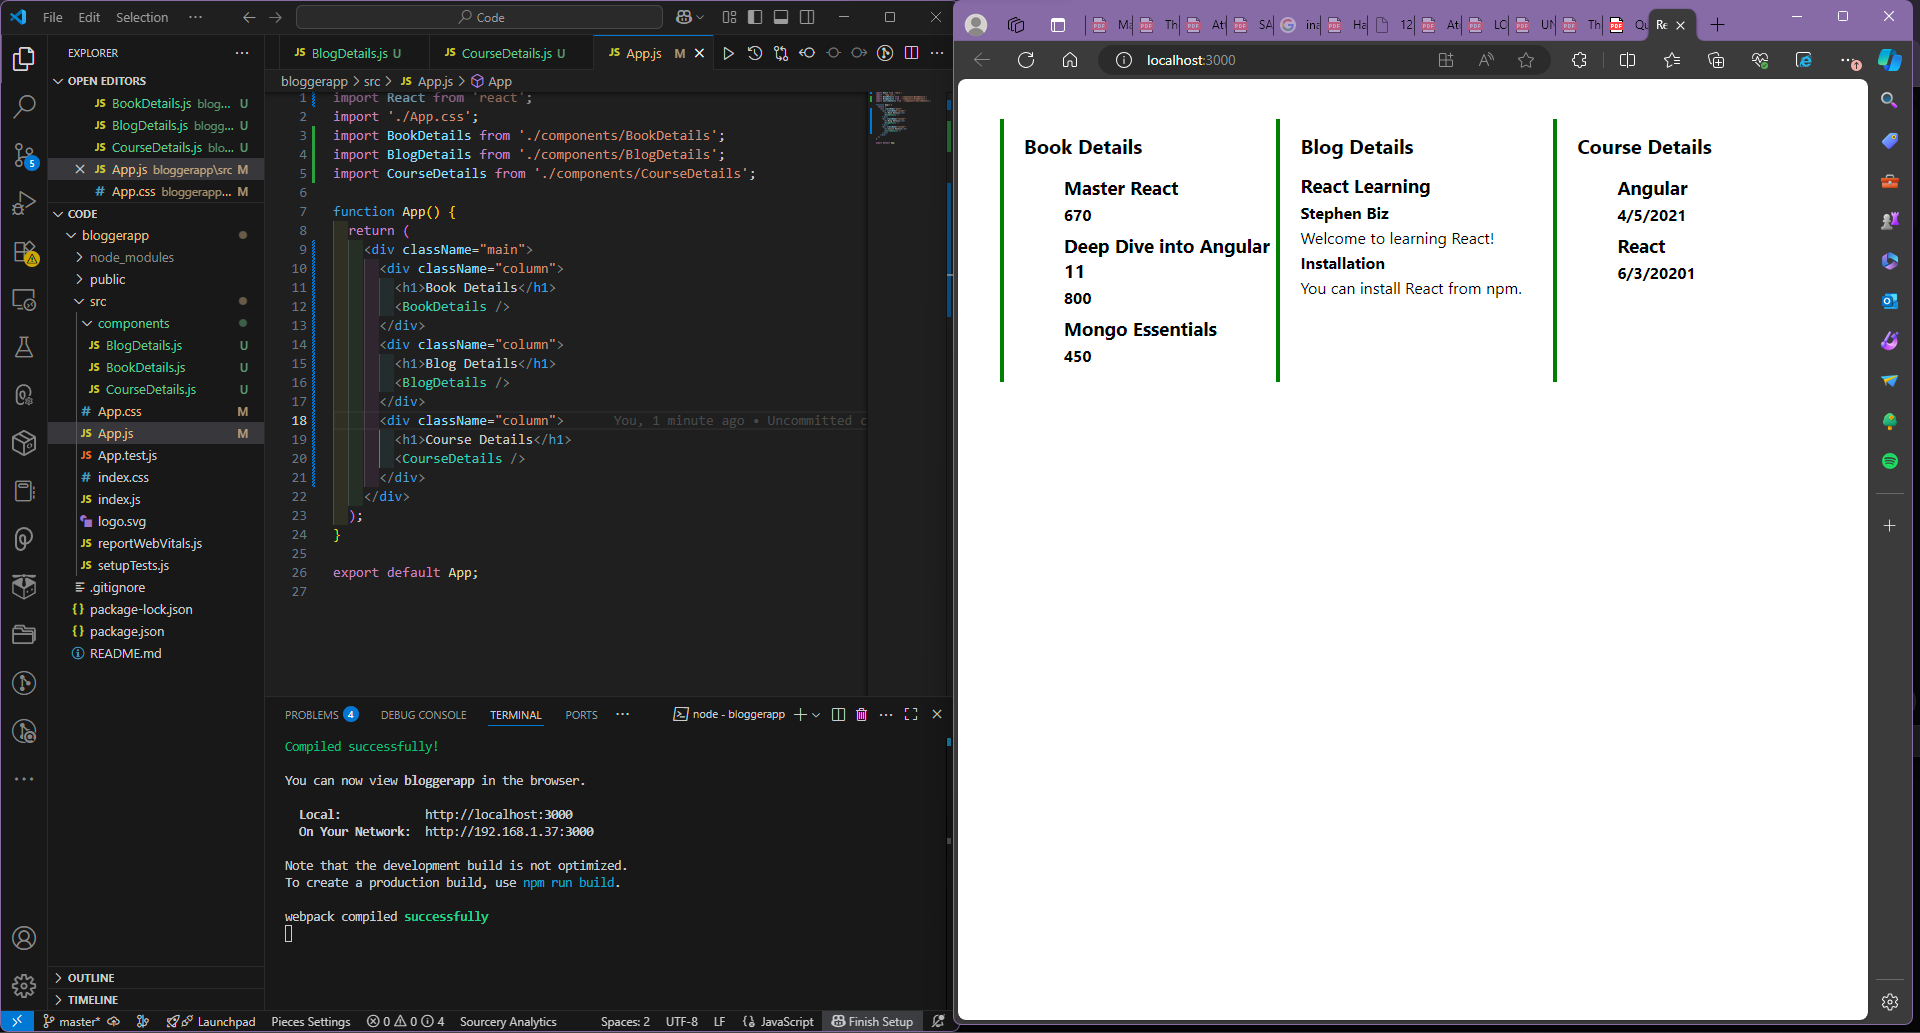 File Edit Selection ···
Code
EXPLORER
OPEN EDITORS
JS BookDetails.js blog... U
JS BlogDetails.js blogg... U
JS CourseDetails.js blo... U
JS App.js bloggerapp\src M
# App.css bloggerapp... M
CODE
bloggerapp
node_modules
public
src
components
JS BlogDetails.js U
JS BookDetails.js U
JS CourseDetails.js U
# App.css M
JS App.js M
JS App.test.js
# index.css
JS index.js
logo.svg
JS reportWebVitals.js
JS setupTests.js
.gitignore
{} package-lock.json
{} package.json
README.md
OUTLINE
TIMELINE
5
JS BlogDetails.js U
JS CourseDetails.js U
JS App.js M
bloggerapp > src > JS App.js > App
1 import React from 'react';
2 import './App.css';
3 import BookDetails from './components/BookDetails';
4 import BlogDetails from './components/BlogDetails';
5 import CourseDetails from './components/CourseDetails';
6
7 function App() {
8 return (
9 <div className="main">
10 <div className="column">
11 <h1>Book Details</h1>
12 <BookDetails />
13 </div>
14 <div className="column">
15 <h1>Blog Details</h1>
16 <BlogDetails />
17 </div>
18 <div className="column"> You, 1 minute ago • Uncommitted c
19 <h1>Course Details</h1>
20 <CourseDetails />
21 </div>
22 </div>
23 );
24 }
25
26 export default App;
27
PROBLEMS 4 DEBUG CONSOLE TERMINAL PORTS ···
node - bloggerapp
Compiled successfully!
You can now view bloggerapp in the browser.
Local: http://localhost:3000
On Your Network: http://192.168.1.37:3000
Note that the development build is not optimized.
To create a production build, use npm run build.
webpack compiled successfully
master* Launchpad Pieces Settings 0 0 4 Sourcery Analytics Spaces: 2 UTF-8 LF {} JavaScript Finish Setup
PDF Ma PDF Th PDF Att PDF SA G ina PDF Ha 12 PDF At PDF LC PDF UN PDF Th PDF Qu Re
localhost:3000
Book Details
Master React
670
Deep Dive into Angular
11
800
Mongo Essentials
450
Blog Details
React Learning
Stephen Biz
Welcome to learning React!
Installation
You can install React from npm.
Course Details
Angular
4/5/2021
React
6/3/20201